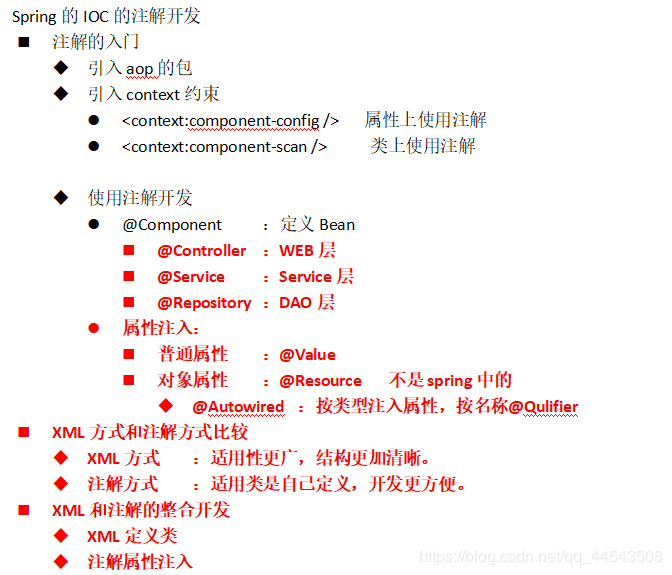 Spring 的 IOC 的注解开发
■ 注解的入门
◆ 引入 aop 的包
◆ 引入 context 约束
● <context:component-config /> 属性上使用注解
● <context:component-scan /> 类上使用注解
◆ 使用注解开发
● @Component ：定义 Bean
■ @Controller ：WEB 层
■ @Service ：Service 层
■ @Repository ：DAO 层
● 属性注入：
■ 普通属性 ：@Value
■ 对象属性 ：@Resource 不是 spring 中的
◆ @Autowired ：按类型注入属性，按名称@Qulifier
■ XML 方式和注解方式比较
◆ XML 方式 ：适用性更广，结构更加清晰。
◆ 注解方式 ：适用类是自己定义，开发更方便。
■ XML 和注解的整合开发
◆ XML 定义类
◆ 注解属性注入
https://blog.csdn.net/qq_44543508